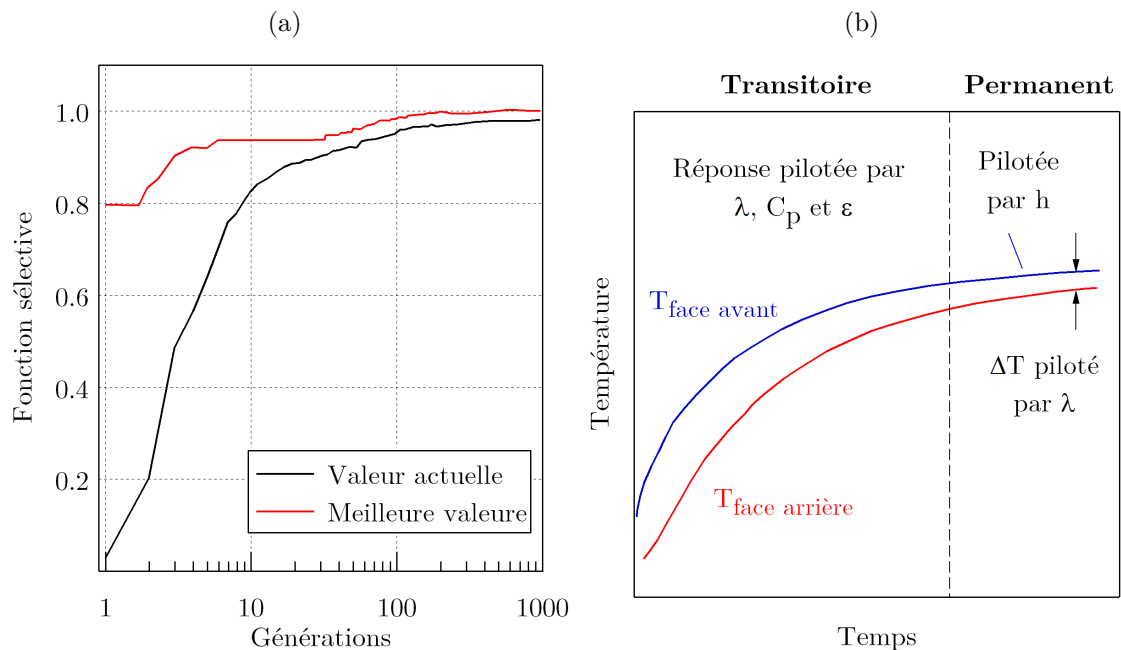 (a)
Fonction sélective
1.0
0.8
0.6
0.4
0.2
Valeur actuelle
Meilleure valeure
1
10
100
1000
Générations
(b)
Transitoire
Permanent
Réponse pilotée par
λ, Cp et ε
Pilotée
par h
Tface avant
Tface arrière
ΔT piloté
par λ
Température
Temps